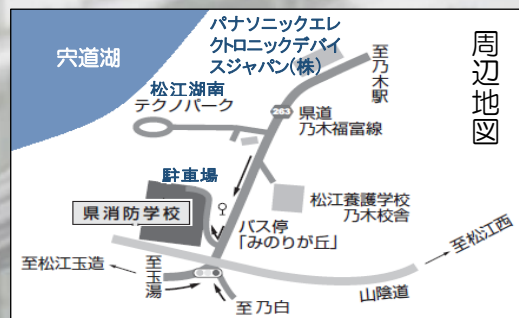 周辺地図
宍道湖
パナソニックエレ
クトロニックデバイ
スジャパン(株)
至乃木駅
松江湖南
テクノパーク
263
県道
乃木福富線
駐車場
松江養護学校
乃木校舎
県消防学校
バス停
「みのりが丘」
至松江西
至松江玉造
至玉湯
山陰道
至乃白